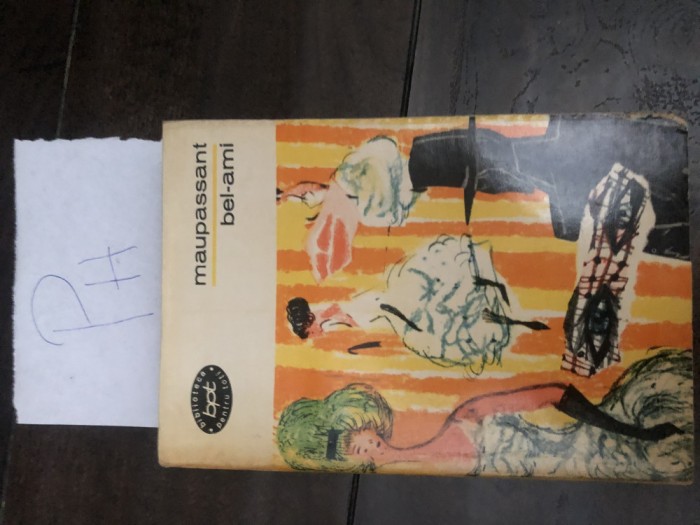 maupassant
bel-ami
biblioteca
bpt
pentru toți
PH